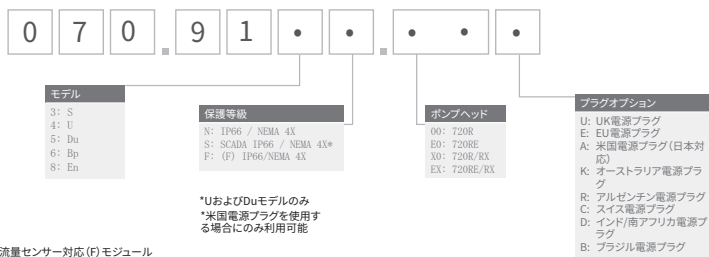 0 7 0 . 9 1 • • . • • •
モデル
3: S
4: U
5: Du
6: Bp
8: En
保護等級
N: IP66 / NEMA 4X
S: SCADA IP66 / NEMA 4X*
F: (F) IP66/NEMA 4X
*UおよびDuモデルのみ
*米国電源プラグを使用す
る場合にのみ利用可能
ポンプヘッド
00: 720R
E0: 720RE
X0: 720R/RX
EX: 720RE/RX
プラグオプション
U: UK電源プラグ
E: EU電源プラグ
A: 米国電源プラグ(日本対
応)
K: オーストラリア電源プラ
グ
R: アルゼンチン電源プラグ
C: スイス電源プラグ
D: インド/南アフリカ電源プ
ラグ
B: ブラジル電源プラグ
流量センサー対応(F)モジュール